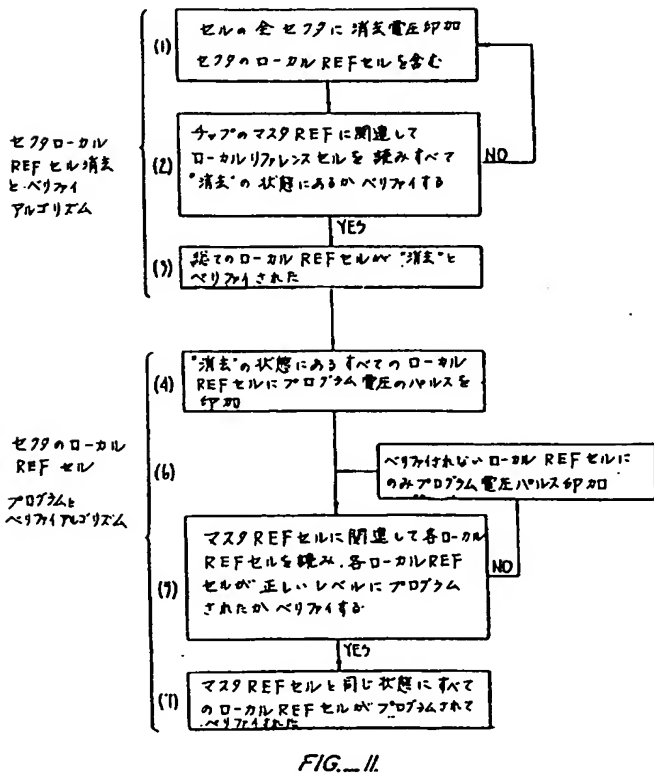 (1)
セルの全セクタに消去電圧印加
セクタのローカルREFセルを含む
セクタローカル
REFセル消去
とベリファイ
アルゴリズム
(2)
チップのマスタREFに関連して
ローカルリファレンスセルを読みすべて
"消去"の状態にあるかベリファイする
NO
YES
(3)
総てのローカルREFセルが"消去"と
ベリファイされた
(4)
"消去"の状態にあるすべてのローカル
REFセルにプログラム電圧のパルスを
印加
セクタのローカル
REFセル
プログラムと
ベリファイアルゴリズム
(6)
ベリファイされないローカルREFセルに
のみプログラム電圧パルス印加
(5)
マスタREFセルに関連して各ローカル
REFセルを読み、各ローカルREF
セルが正しいレベルにプログラム
されたかベリファイする
NO
YES
(7)
マスタREFセルと同じ状態にすべて
のローカルREFセルがプログラムされて
ベリファイされた
FIG._11.